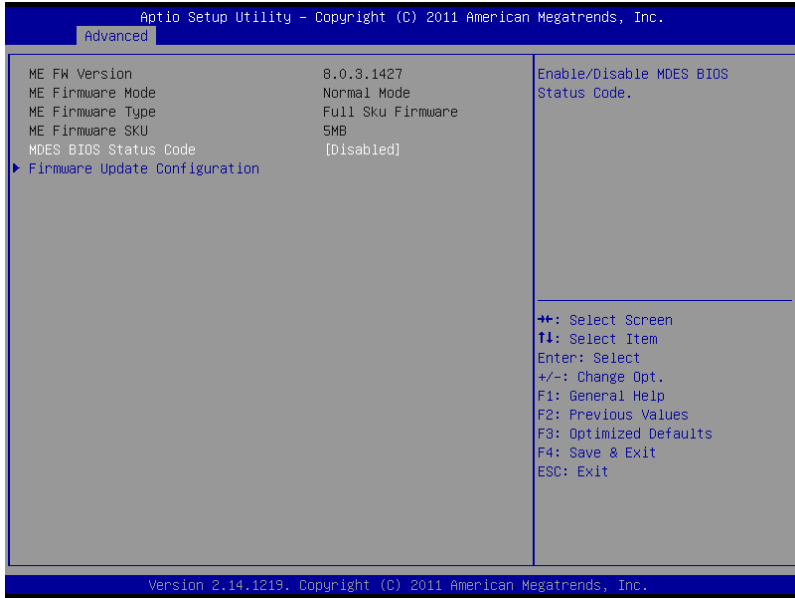 Aptio Setup Utility – Copyright (C) 2011 American Megatrends, Inc.
Advanced
ME FW Version 8.0.3.1427
ME Firmware Mode Normal Mode
ME Firmware Type Full Sku Firmware
ME Firmware SKU 5MB
MDES BIOS Status Code [Disabled]
Firmware Update Configuration
Enable/Disable MDES BIOS
Status Code.
→←: Select Screen
↑↓: Select Item
Enter: Select
+/-: Change Opt.
F1: General Help
F2: Previous Values
F3: Optimized Defaults
F4: Save & Exit
ESC: Exit
Version 2.14.1219. Copyright (C) 2011 American Megatrends, Inc.